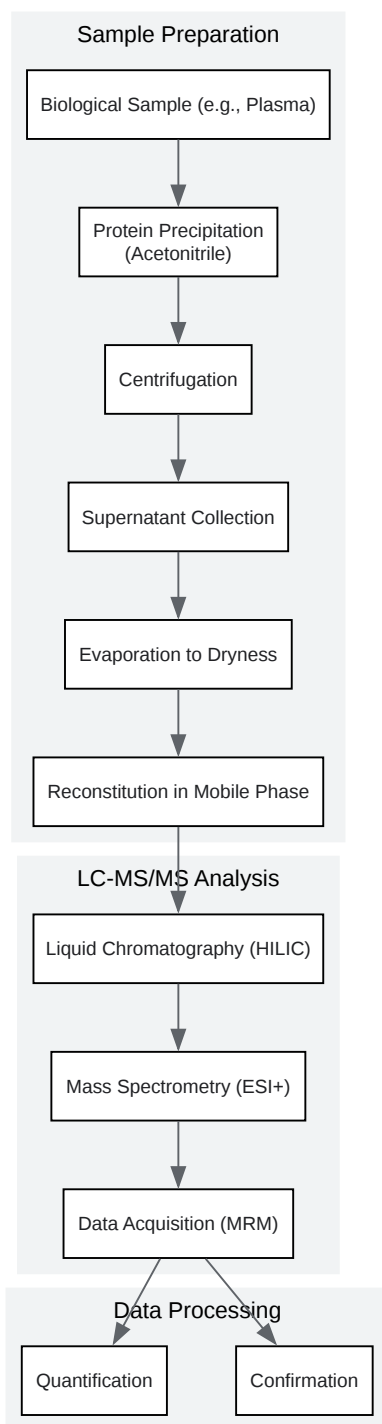 Sample Preparation
Biological Sample (e.g., Plasma)
Protein Precipitation
(Acetonitrile)
Centrifugation
Supernatant Collection
Evaporation to Dryness
Reconstitution in Mobile Phase
LC-MS/MS Analysis
Liquid Chromatography (HILIC)
Mass Spectrometry (ESI+)
Data Acquisition (MRM)
Data Processing
Quantification
Confirmation